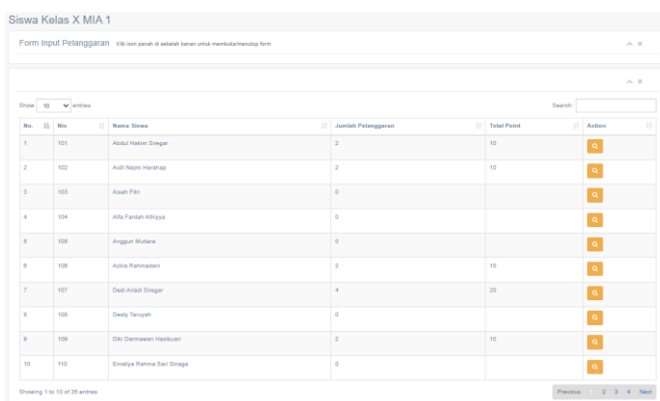 Siswa Kelas X MIA 1
Form Input Pelanggaran Klik icon panah di sebelah kanan untuk membuka/menutup form
Show 10 entries Search:
No. Nis Nama Siswa Jumlah Pelanggaran Total Point Action
1 101 Abdul Hakim Siregar 2 10
2 102 Aidil Najmi Harahap 2 10
3 103 Aisah Fitri 0
4 104 Alfa Fardah Athiyya 0
5 105 Anggun Mutiara 0
6 106 Azkia Rahmadani 2 10
7 107 Dedi Ariadi Siregar 4 20
8 108 Desty Teruyah 0
9 109 Diki Darmawan Hasibuan 2 10
10 110 Emaliya Rahma Sari Sinaga 0
Showing 1 to 10 of 35 entries Previous 1 2 3 4 Next